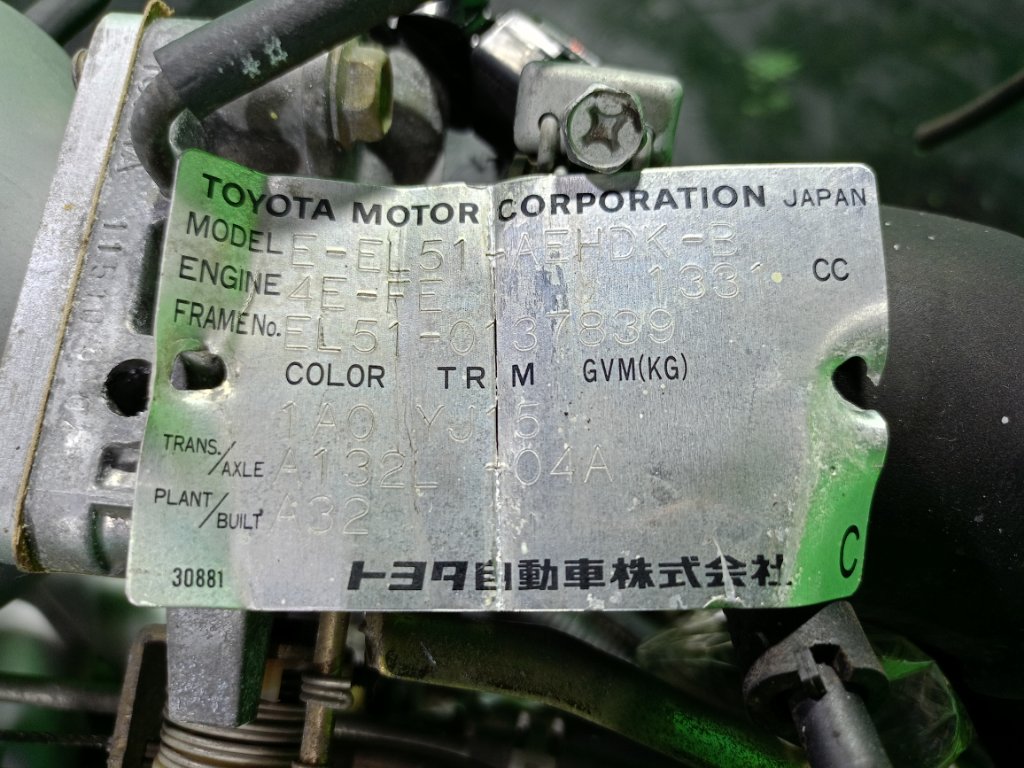 TOYOTA MOTOR CORPORATION JAPAN
MODEL E-EL51-AEHDK-B
ENGINE 4E-FE 1331 CC
FRAME No. EL51-0137839
COLOR TRIM GVM(KG)
1A0 YJ15
TRANS./AXLE A132L -04A
PLANT/BUILT A32
30881 トヨタ自動車株式会社 C